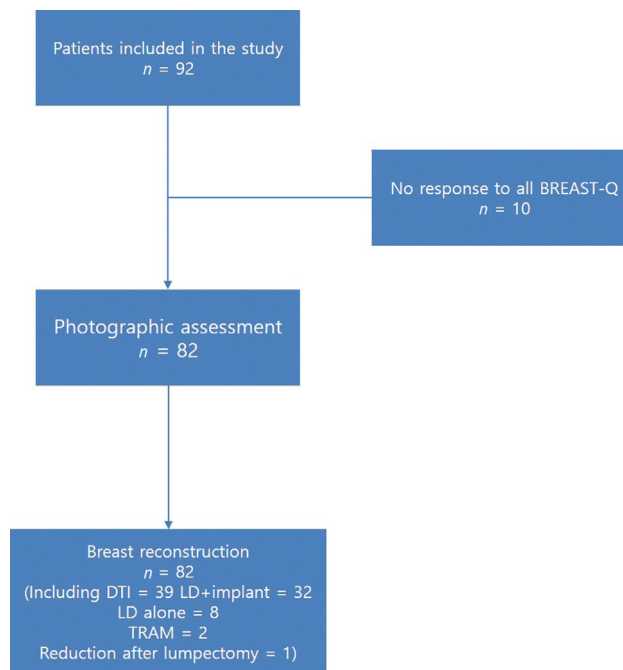 Patients included in the study
n = 92
No response to all BREAST-Q
n = 10
Photographic assessment
n = 82
Breast reconstruction
n = 82
(Including DTI = 39 LD+implant = 32
LD alone = 8
TRAM = 2
Reduction after lumpectomy = 1)